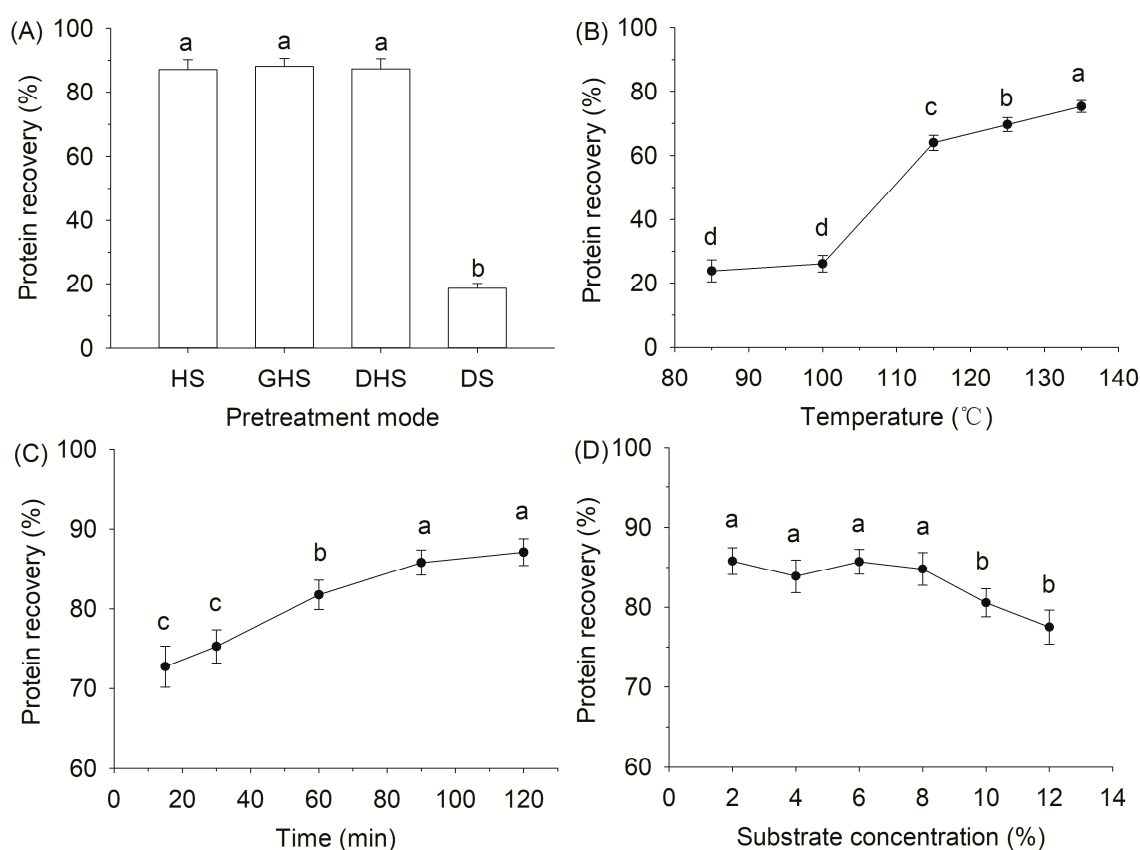 (A)
Protein recovery (%)
100
80
60
40
20
0
a
a
a
b
HS GHS DHS DS
Pretreatment mode
(B)
Protein recovery (%)
100
80
60
40
20
0
d
d
c
b
a
80 90 100 110 120 130 140
Temperature (℃)
(C)
Protein recovery (%)
100
90
80
70
60
c
c
b
a
a
0 20 40 60 80 100 120
Time (min)
(D)
Protein recovery (%)
100
90
80
70
60
a
a
a
a
b
b
0 2 4 6 8 10 12 14
Substrate concentration (%)